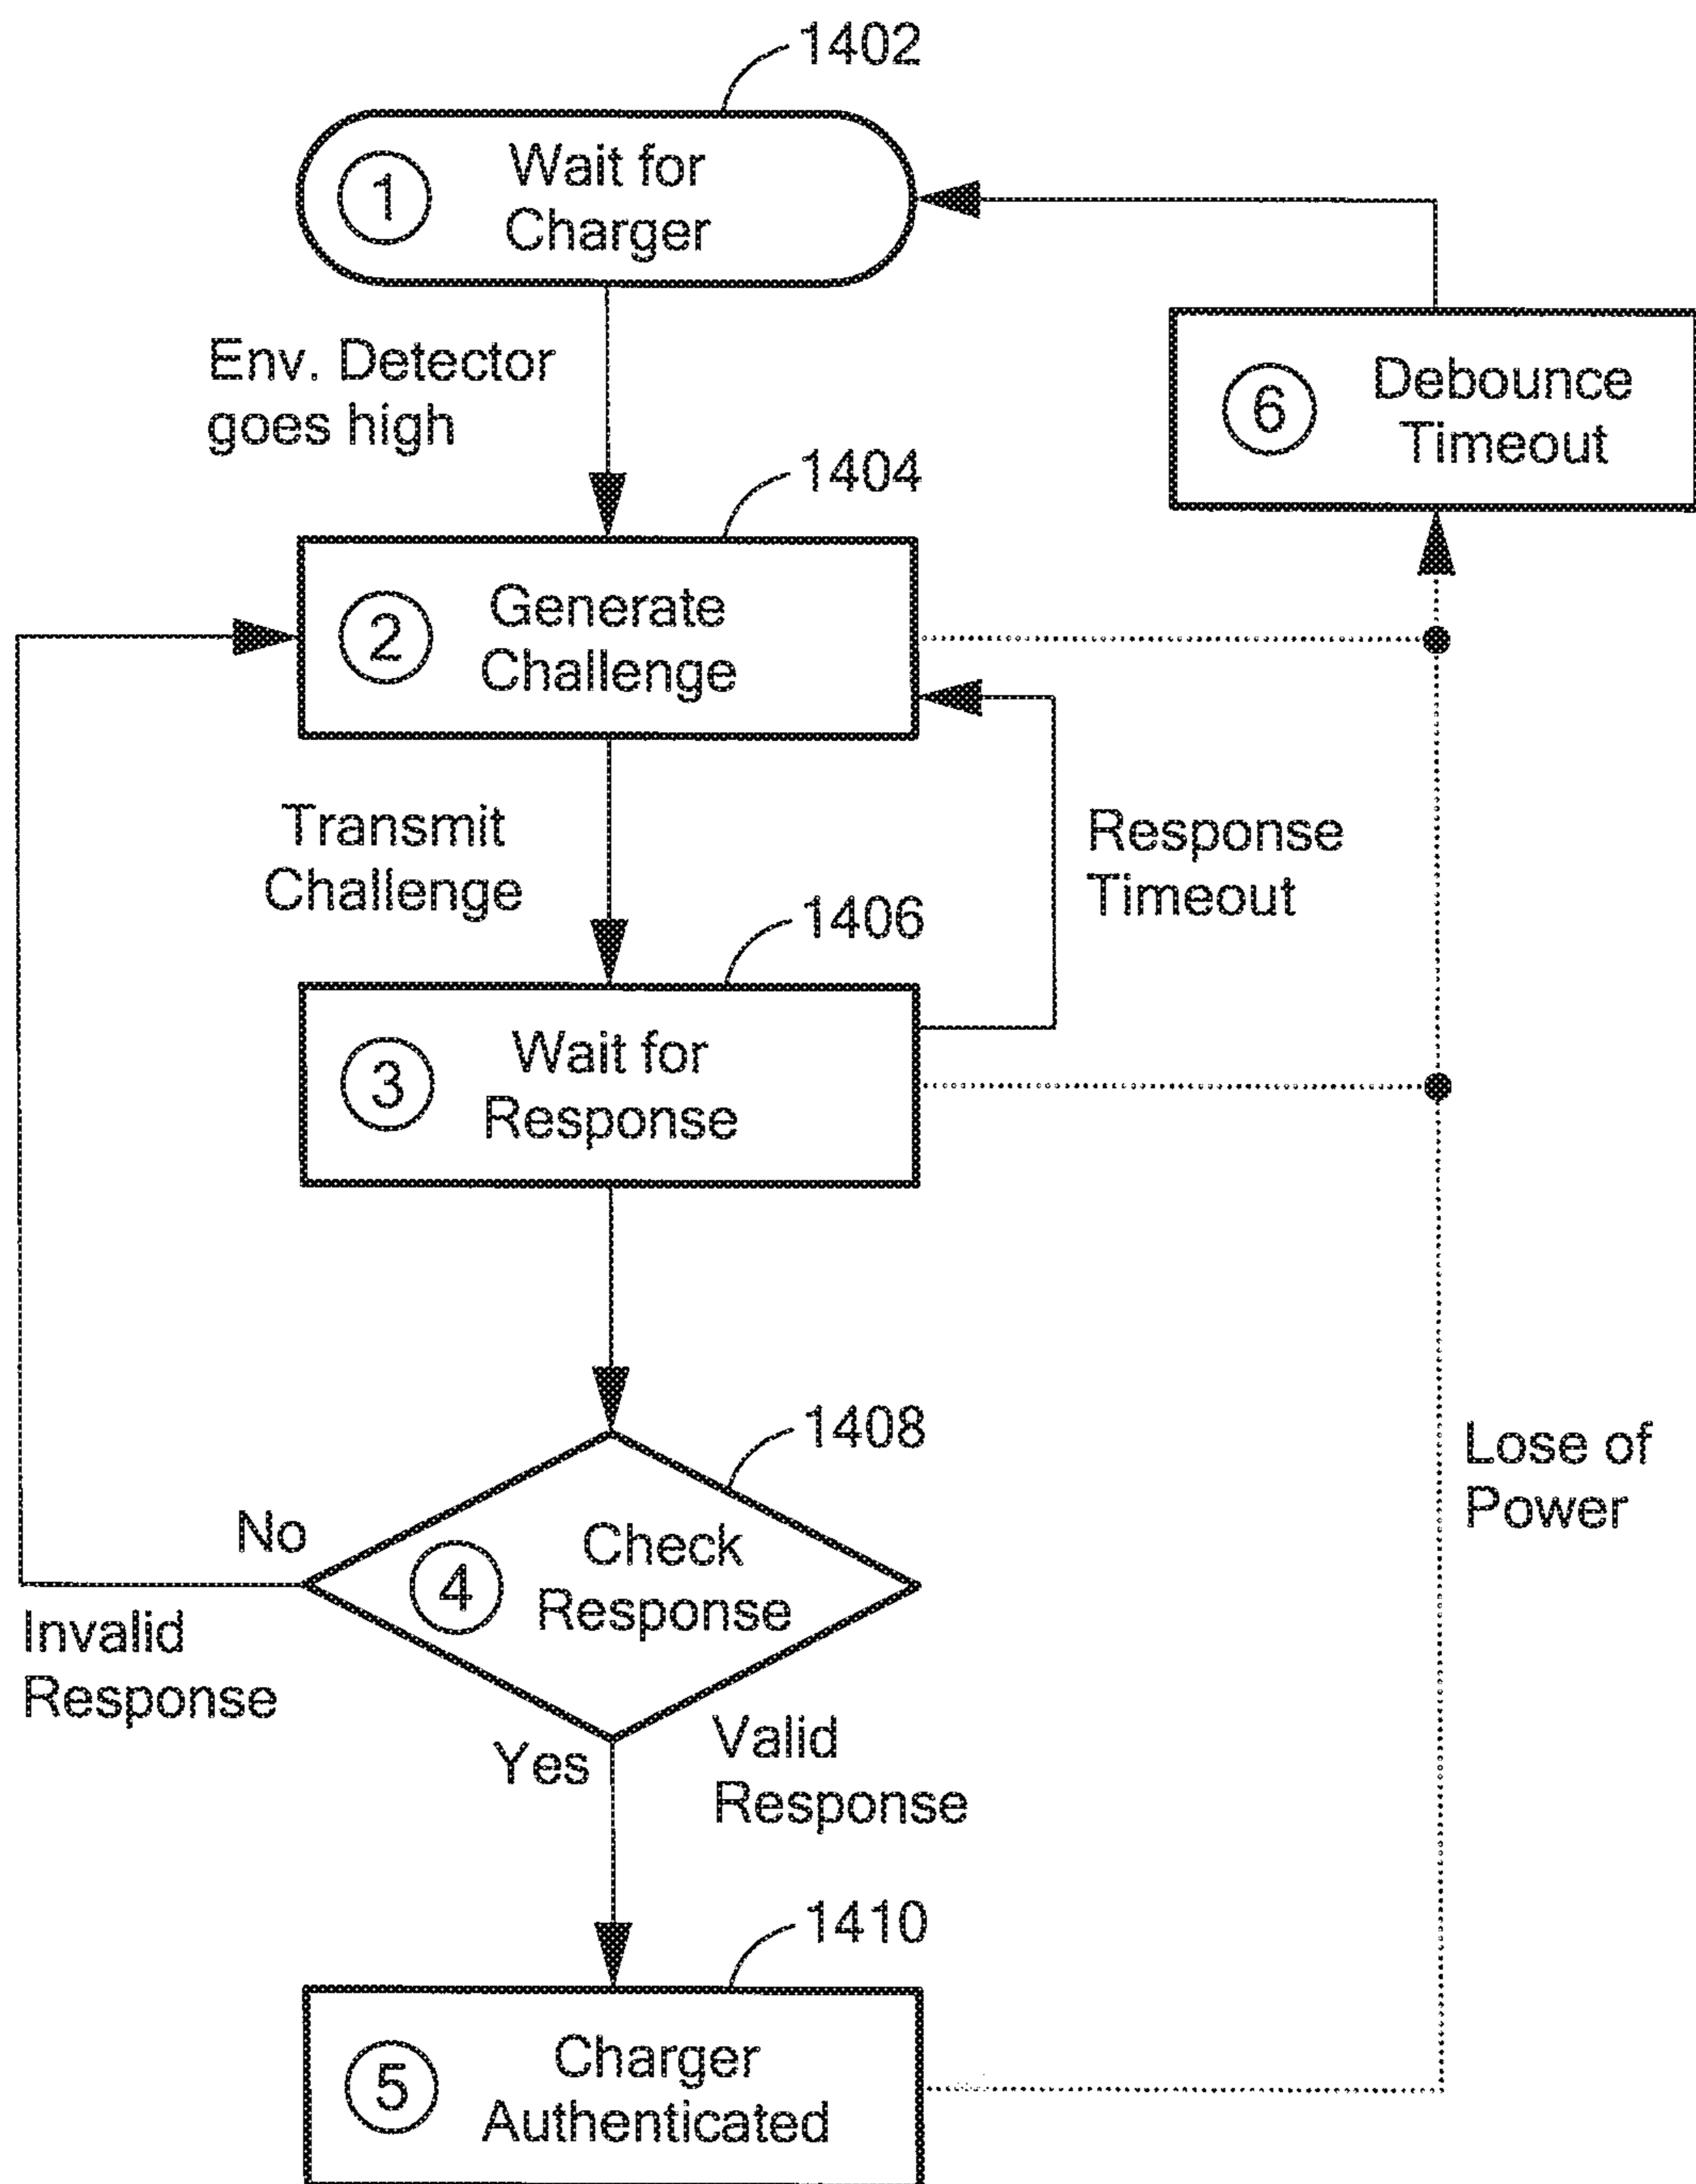 1402
1
Wait for
Charger
Env. Detector
goes high
6
Debounce
Timeout
1404
2
Generate
Challenge
Transmit
Challenge
Response
Timeout
1406
3
Wait for
Response
1408
Lose of
Power
No
4
Check
Response
Invalid
Response
Yes
Valid
Response
1410
5
Charger
Authenticated